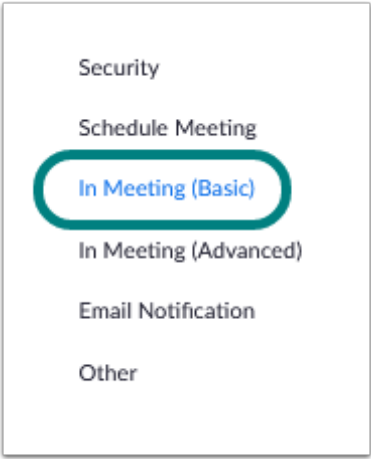 Security
Schedule Meeting
In Meeting (Basic)
In Meeting (Advanced)
Email Notification
Other